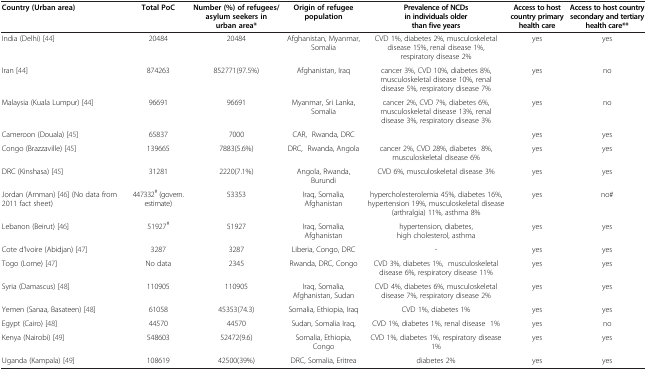 Country (Urban area) Total PoC Number (%) of refugees/ Origin of refugee Prevalence of NCDs Access to host Access to host country
asylum seekers in population in individuals older country primary secondary and tertiary
urban area* than five years health care health care**
India (Delhi) [44] 20484 20484 Afghanistan, Myanmar, CVD 1%, diabetes 2%, musculoskeletal yes yes
Somalia disease 15%, renal disease 1%,
respiratory disease 2%
Iran [44] 874263 852771(97.5%) Afghanistan, Iraq cancer 3%, CVD 10%, diabetes 8%, yes no
musculoskeletal disease 10%, renal
disease 5%, respiratory disease 7%
Malaysia (Kuala Lumpur) [44] 96691 96691 Myanmar, Sri Lanka, cancer 2%, CVD 7%, diabetes 6%, yes no
Somalia musculoskeletal disease 13%, renal
disease 3%, respiratory disease 3%
Cameroon (Douala) [45] 65837 7000 CAR, Rwanda, DRC yes yes
Congo (Brazzaville) [45] 139665 7883(5.6%) DRC, Rwanda, Angola cancer 2%, CVD 28%, diabetes 8%, yes yes
musculoskeletal disease 6%
DRC (Kinshasa) [45] 31281 2220(7.1%) Angola, Rwanda, CVD 6%, musculoskeletal disease 3% yes yes
Burundi
Jordan (Amman) [46] (No data from 447332# (govern. 53353 Iraq, Somalia, hypercholesterolemia 45%, diabetes 16%, yes no#
2011 fact sheet) estimate) Afghanistan hypertension 19%, musculoskeletal disease
(arthralgia) 11%, asthma 8%
Lebanon (Beirut) [46] 51927# 51927 Iraq, Somalia, hypertension, diabetes, yes yes
Afghanistan high cholesterol, asthma
Cote d'Ivoire (Abidjan) [47] 3287 3287 Liberia, Congo, DRC - yes yes
Togo (Lome) [47] No data 2345 Rwanda, DRC, Congo CVD 3%, diabetes 1%, musculoskeletal yes yes
disease 6%, respiratory disease 11%
Syria (Damascus) [48] 110905 110905 Iraq, Somalia, CVD 4%, diabetes 6%, musculoskeletal yes yes
Afghanistan, Sudan disease 7%, respiratory disease 2%
Yemen (Sanaa, Basateen) [48] 61058 45353(74.3) Somalia, Ethiopia, Iraq CVD 1%, diabetes 1% yes yes
Egypt (Cairo) [48] 44570 44570 Sudan, Somalia Iraq, CVD 1%, diabetes 1%, renal disease 1% yes no
Kenya (Nairobi) [49] 548603 52472(9.6) Somalia, Ethiopia, CVD 1%, diabetes 1%, respiratory disease yes yes
Congo 1%
Uganda (Kampala) [49] 108619 42500(39%) DRC, Somalia, Eritrea diabetes 2% yes yes